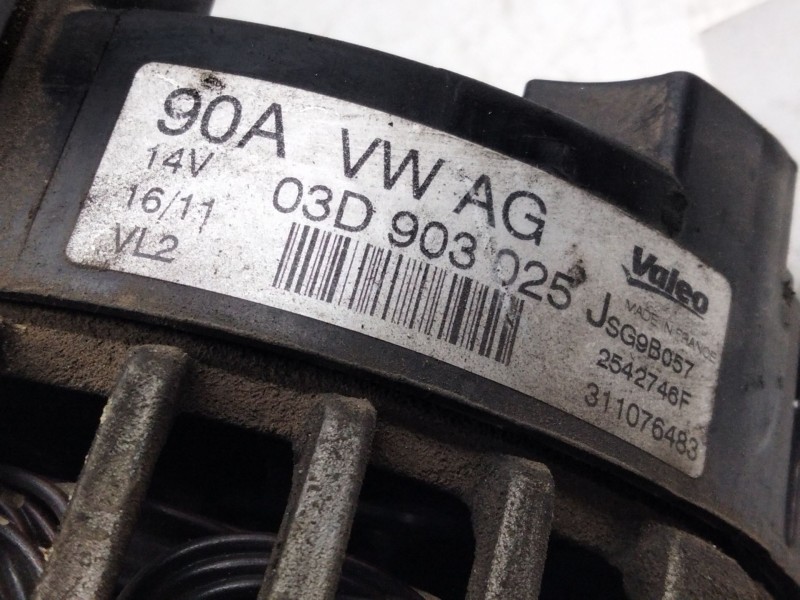 90A VW AG
14V
03D 903 025 J
16/11
VL2
Valeo
MADE IN FRANCE
SG9B057
2542746F
311076483